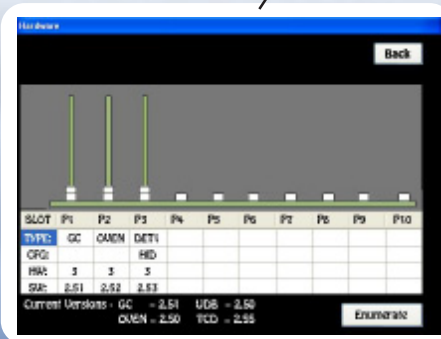 Hardware
Back
SLOT P1 P2 P3 P4 P5 P6 P7 P8 P9 P10
TYPE: GC OVEN DET1
CFG: FID
HW: 3 3 3
SW: 2.51 2.52 2.53
Current Versions - GC - 2.51 UDB - 2.50
OVEN - 2.50 TCD - 2.55
Enumerate